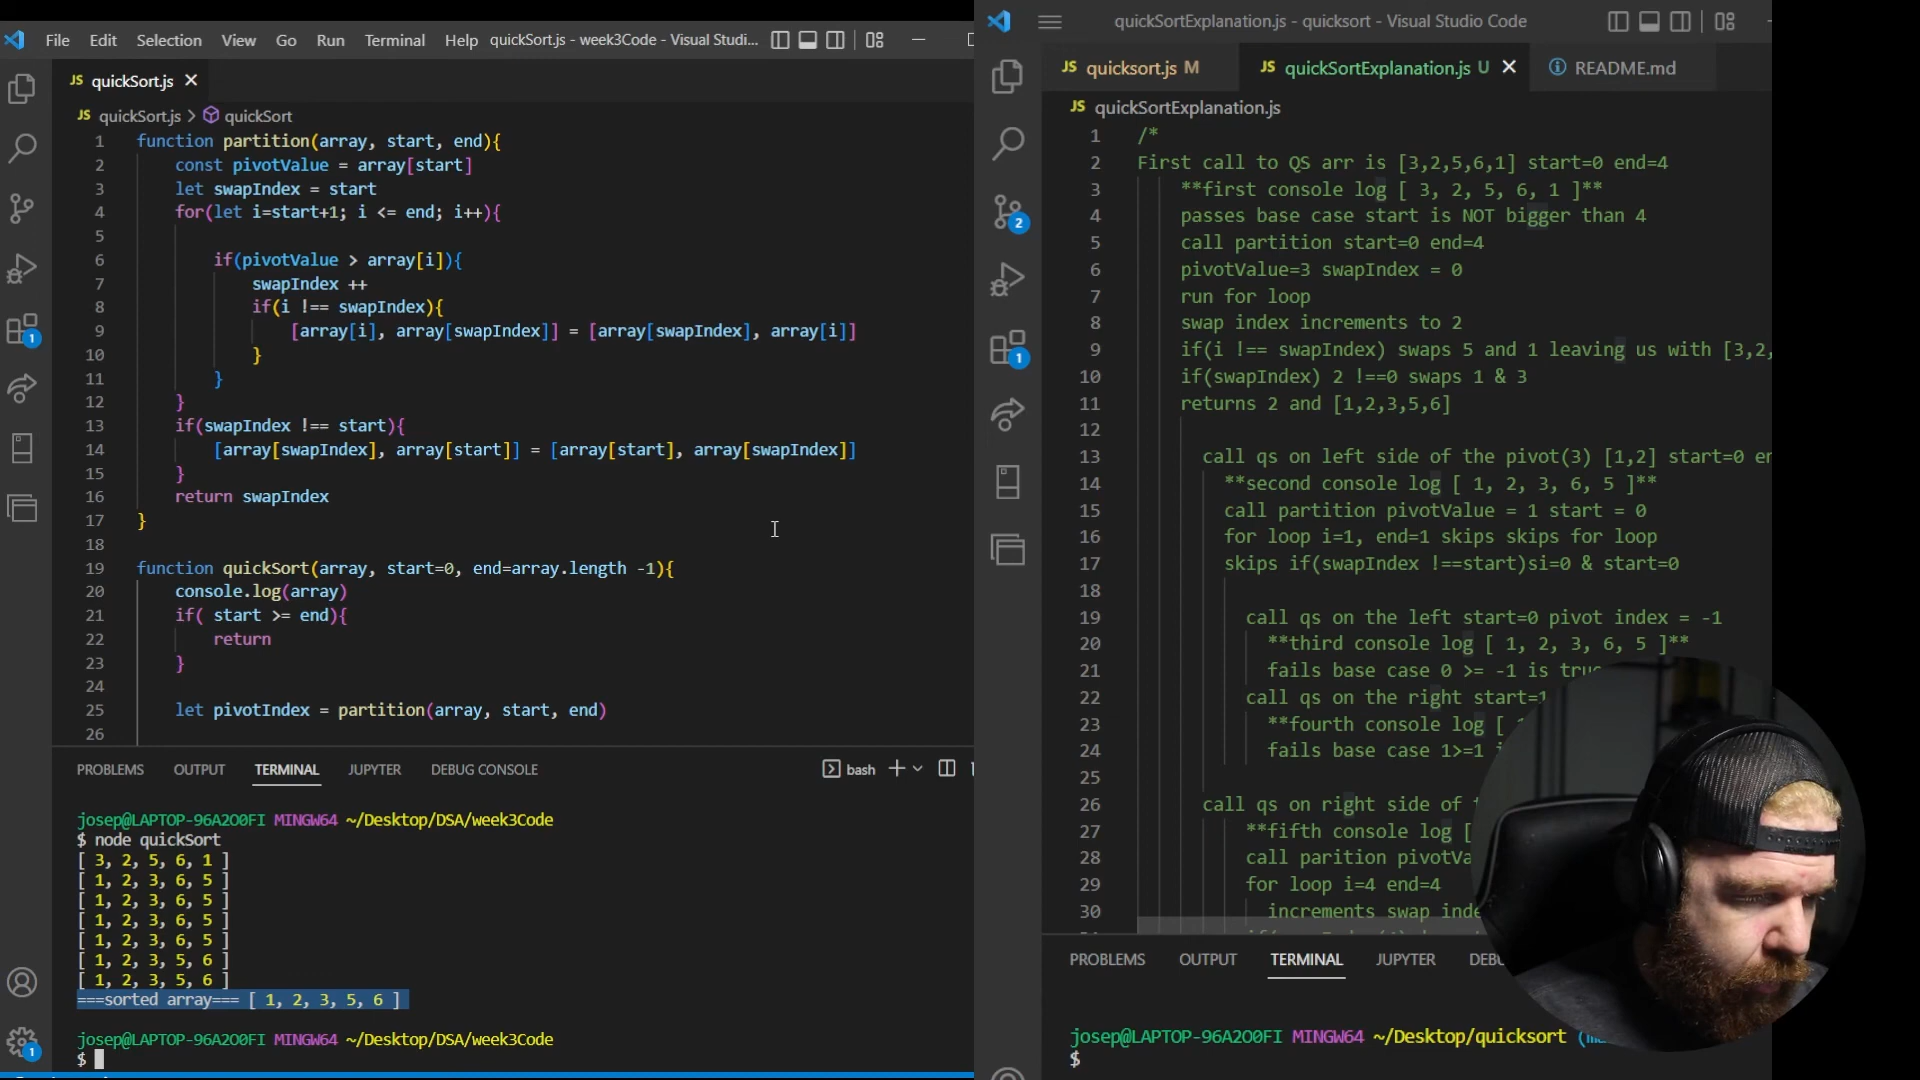 File Edit Selection View Go Run Terminal Help quickSort.js - week3Code - Visual Studi...
JS quickSort.js
JS quickSort.js > quickSort
1 function partition(array, start, end){
2 const pivotValue = array[start]
3 let swapIndex = start
4 for(let i=start+1; i <= end; i++){
5
6 if(pivotValue > array[i]){
7 swapIndex ++
8 if(i !== swapIndex){
9 [array[i], array[swapIndex]] = [array[swapIndex], array[i]]
10 }
11 }
12 }
13 if(swapIndex !== start){
14 [array[swapIndex], array[start]] = [array[start], array[swapIndex]]
15 }
16 return swapIndex
17 }
18
19 function quickSort(array, start=0, end=array.length -1){
20 console.log(array)
21 if( start >= end){
22 return
23 }
24
25 let pivotIndex = partition(array, start, end)
26
PROBLEMS OUTPUT TERMINAL JUPYTER DEBUG CONSOLE
bash
josep@LAPTOP-96A2O0FI MINGW64 ~/Desktop/DSA/week3Code
$ node quickSort
[ 3, 2, 5, 6, 1 ]
[ 1, 2, 3, 6, 5 ]
[ 1, 2, 3, 6, 5 ]
[ 1, 2, 3, 6, 5 ]
[ 1, 2, 3, 6, 5 ]
[ 1, 2, 3, 5, 6 ]
[ 1, 2, 3, 5, 6 ]
===sorted array=== [ 1, 2, 3, 5, 6 ]
josep@LAPTOP-96A2O0FI MINGW64 ~/Desktop/DSA/week3Code
$
1
1
quickSortExplanation.js - quicksort - Visual Studio Code
JS quicksort.js M JS quickSortExplanation.js U README.md
JS quickSortExplanation.js
1 /*
2 First call to QS arr is [3,2,5,6,1] start=0 end=4
3 **first console log [ 3, 2, 5, 6, 1 ]**
4 passes base case start is NOT bigger than 4
5 call partition start=0 end=4
6 pivotValue=3 swapIndex = 0
7 run for loop
8 swap index increments to 2
9 if(i !== swapIndex) swaps 5 and 1 leaving us with [3,2,
10 if(swapIndex) 2 !==0 swaps 1 & 3
11 returns 2 and [1,2,3,5,6]
12
13 call qs on left side of the pivot(3) [1,2] start=0 en
14 **second console log [ 1, 2, 3, 6, 5 ]**
15 call partition pivotValue = 1 start = 0
16 for loop i=1, end=1 skips skips for loop
17 skips if(swapIndex !==start)si=0 & start=0
18
19 call qs on the left start=0 pivot index = -1
20 **third console log [ 1, 2, 3, 6, 5 ]**
21 fails base case 0 >= -1 is true
22 call qs on the right start=1
23 **fourth console log [ 1
24 fails base case 1>=1 i
25
26 call qs on right side of
27 **fifth console log [
28 call parition pivotVa
29 for loop i=4 end=4
30 increments swap inde
PROBLEMS OUTPUT TERMINAL JUPYTER DEBU
josep@LAPTOP-96A2O0FI MINGW64 ~/Desktop/quicksort (ma
$
2
1